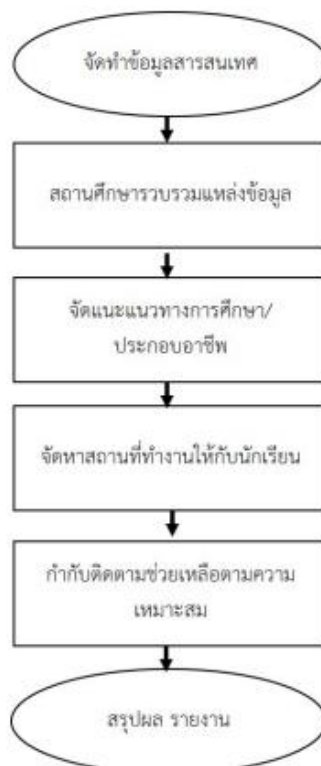 จัดทำข้อมูลสารสนเทศ
สถานศึกษารวบรวมแหล่งข้อมูล
จัดแนะแนวทางการศึกษา/
ประกอบอาชีพ
จัดหาสถานที่ทำงานให้กับนักเรียน
กำกับติดตามช่วยเหลือตามความ
เหมาะสม
สรุปผล รายงาน